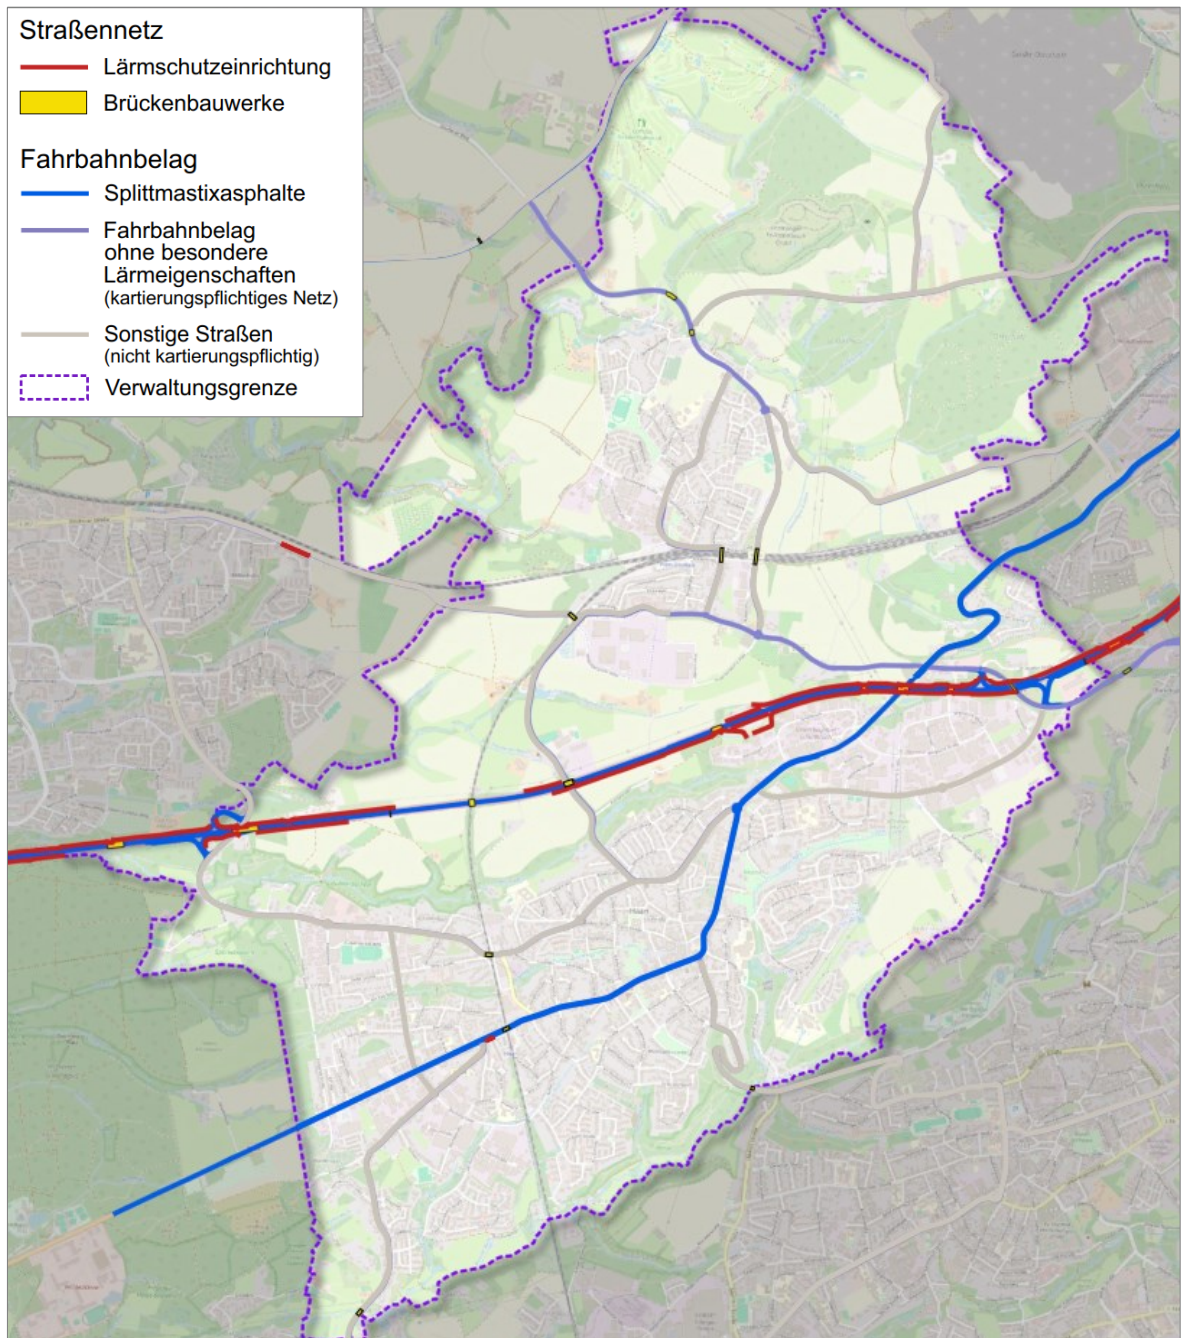 Straßennetz
Lärmschutzeinrichtung
Brückenbauwerke
Fahrbahnbelag
Splittmastixasphalte
Fahrbahnbelag
ohne besondere
Lärmeigenschaften
(kartierungspflichtiges Netz)
Sonstige Straßen
(nicht kartierungspflichtig)
Verwaltungsgrenze